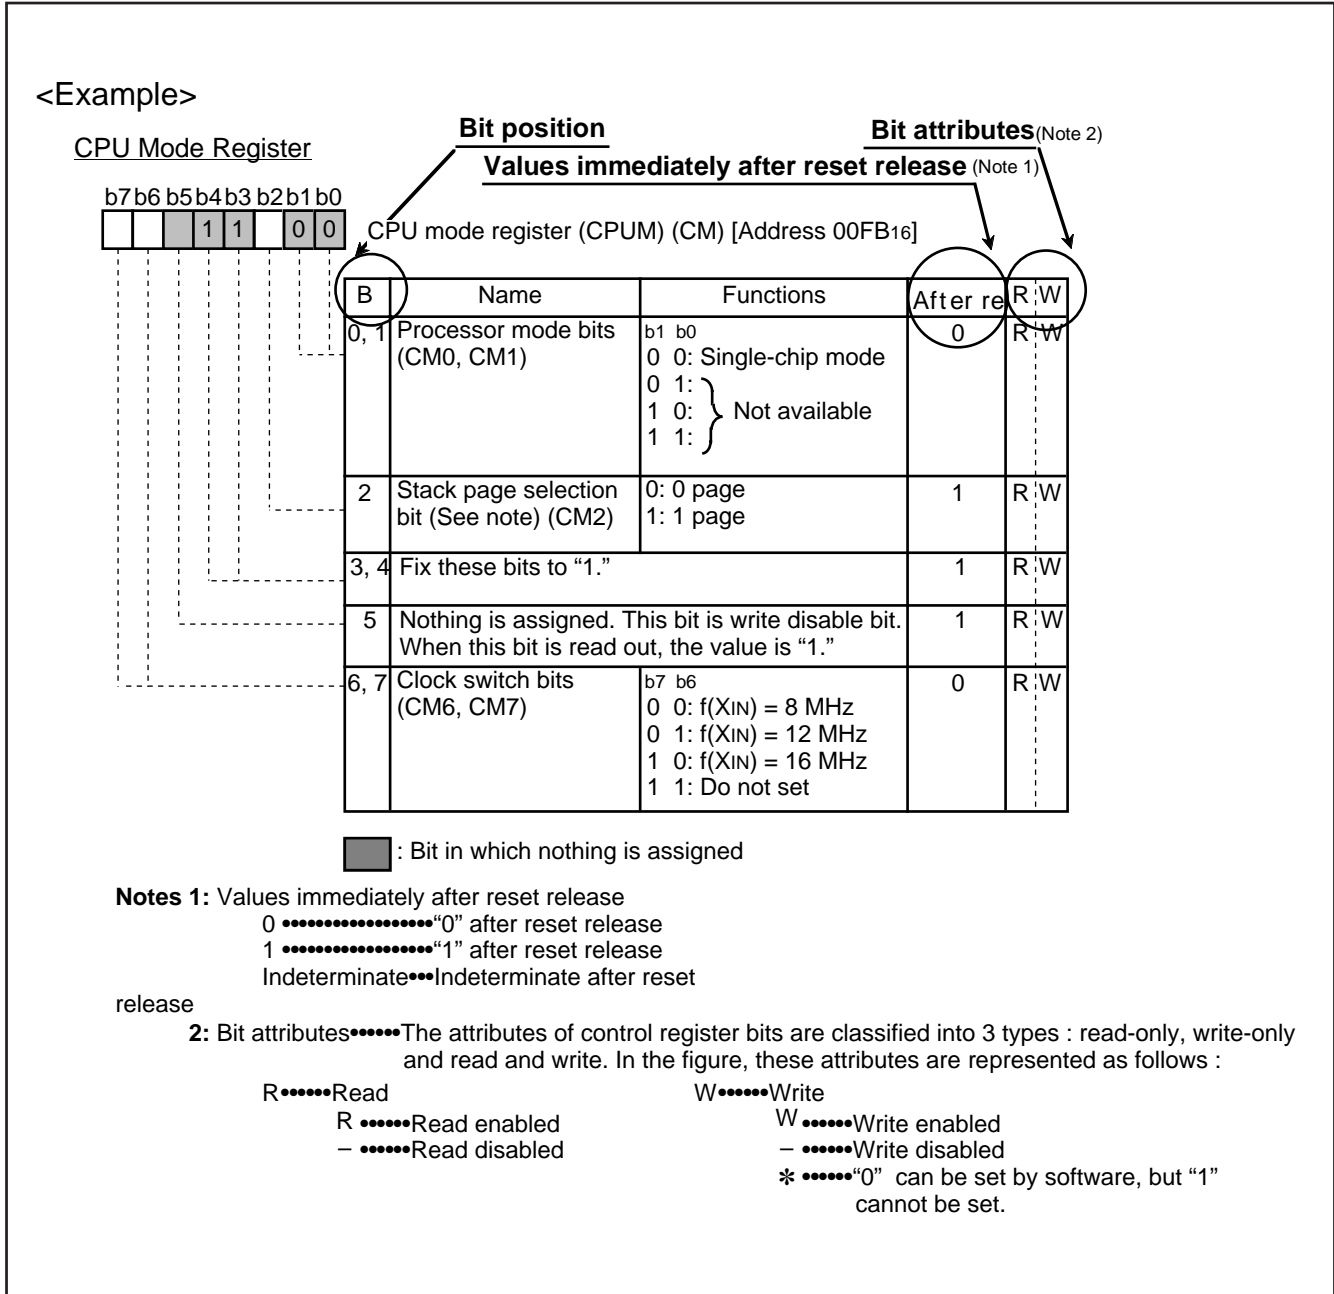 <Example>
Bit position
Bit attributes(Note 2)
CPU Mode Register
Values immediately after reset release (Note 1)
b7b6 b5b4b3 b2b1b0
1 1 0 0
CPU mode register (CPUM) (CM) [Address 00FB16]
B Name Functions After re R W
0, 1 Processor mode bits b1 b0 0 R W
(CM0, CM1) 0 0: Single-chip mode
0 1:
1 0: Not available
1 1:
2 Stack page selection 0: 0 page 1 R W
bit (See note) (CM2) 1: 1 page
3, 4 Fix these bits to “1.” 1 R W
5 Nothing is assigned. This bit is write disable bit. 1 R W
When this bit is read out, the value is “1.”
6, 7 Clock switch bits b7 b6 0 R W
(CM6, CM7) 0 0: f(XIN) = 8 MHz
0 1: f(XIN) = 12 MHz
1 0: f(XIN) = 16 MHz
1 1: Do not set
: Bit in which nothing is assigned
Notes 1: Values immediately after reset release
0 ••••••••••••••••••“0” after reset release
1 ••••••••••••••••••“1” after reset release
Indeterminate•••Indeterminate after reset
release
2: Bit attributes••••••The attributes of control register bits are classified into 3 types : read-only, write-only
and read and write. In the figure, these attributes are represented as follows :
R••••••Read W••••••Write
R ••••••Read enabled W ••••••Write enabled
– ••••••Read disabled – ••••••Write disabled
✻ ••••••“0” can be set by software, but “1”
cannot be set.